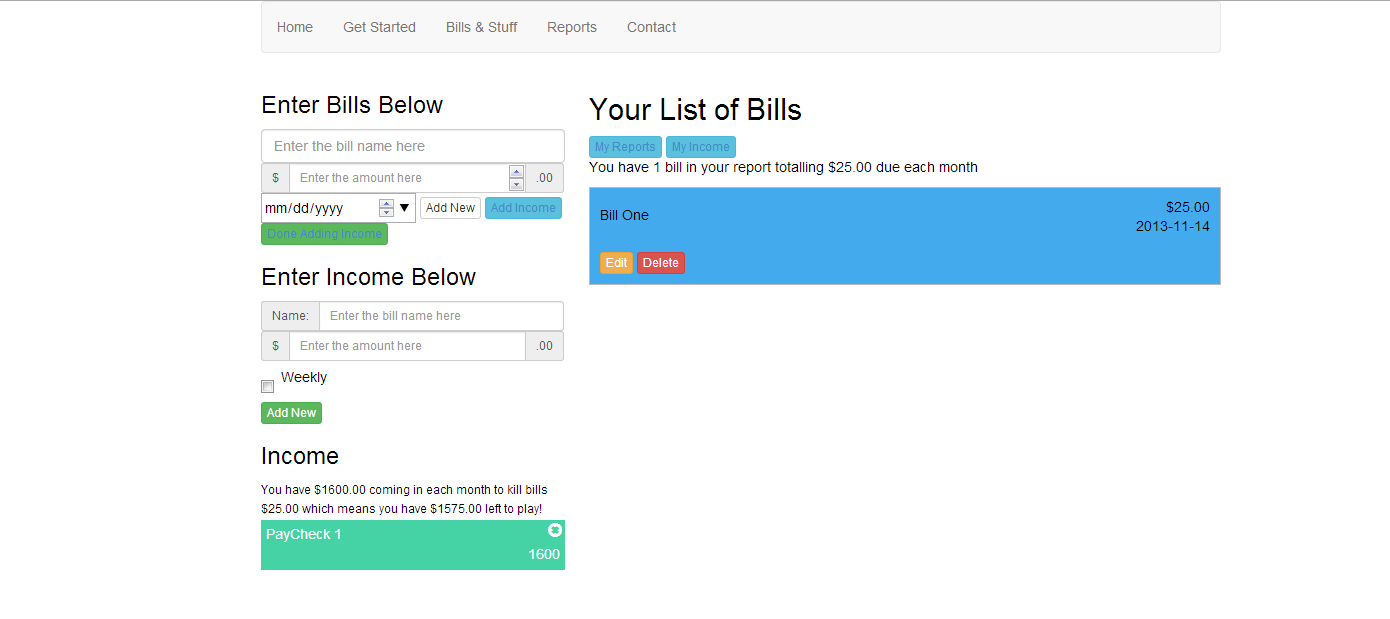 Home Get Started Bills & Stuff Reports Contact
Enter Bills Below
Enter the bill name here
$ Enter the amount here .00
mm/dd/yyyy Add New Add Income
Done Adding Income
Enter Income Below
Name: Enter the bill name here
$ Enter the amount here .00
Weekly
Add New
Income
You have $1600.00 coming in each month to kill bills
$25.00 which means you have $1575.00 left to play!
PayCheck 1
1600
Your List of Bills
My Reports My Income
You have 1 bill in your report totalling $25.00 due each month
Bill One
$25.00
2013-11-14
Edit Delete